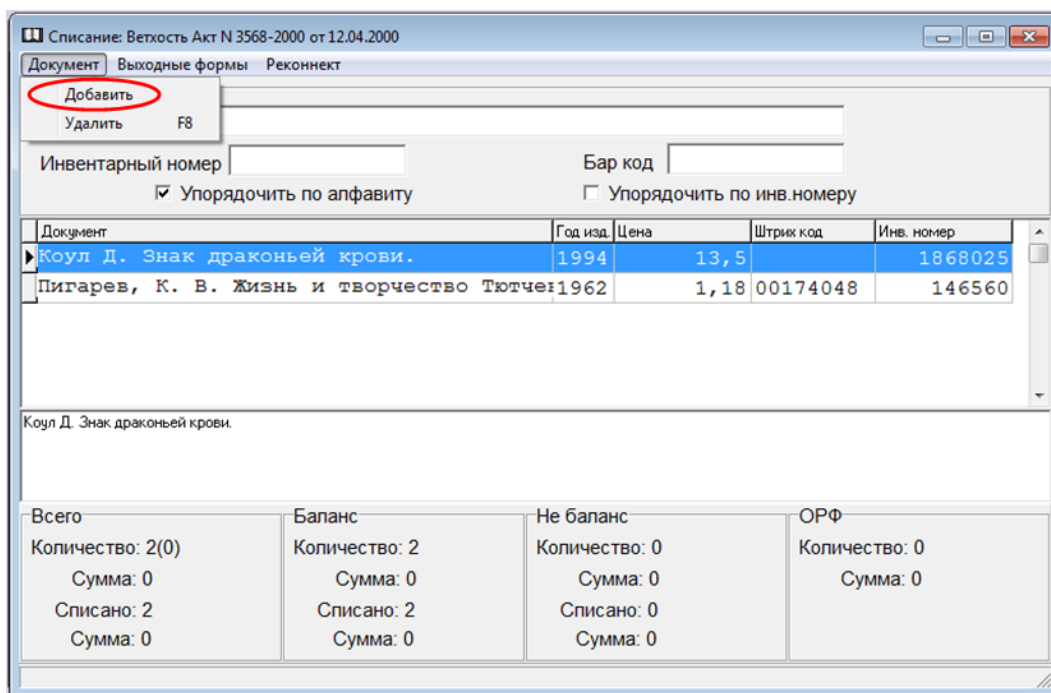 Списание: Ветхость Акт N 3568-2000 от 12.04.2000
Документ Выходные формы Реконнект
Добавить
Удалить F8
Инвентарный номер Бар код
Упорядочить по алфавиту Упорядочить по инв.номеру
Документ Год изд. Цена Штрих код Инв. номер
Коул Д. Знак драконьей крови. 1994 13,5 1868025
Пигарев, К. В. Жизнь и творчество Тютчев 1962 1,18 00174048 146560
Коул Д. Знак драконьей крови.
Всего Баланс Не баланс ОРФ
Количество: 2(0) Количество: 2 Количество: 0 Количество: 0
Сумма: 0 Сумма: 0 Сумма: 0 Сумма: 0
Списано: 2 Списано: 2 Списано: 0
Сумма: 0 Сумма: 0 Сумма: 0